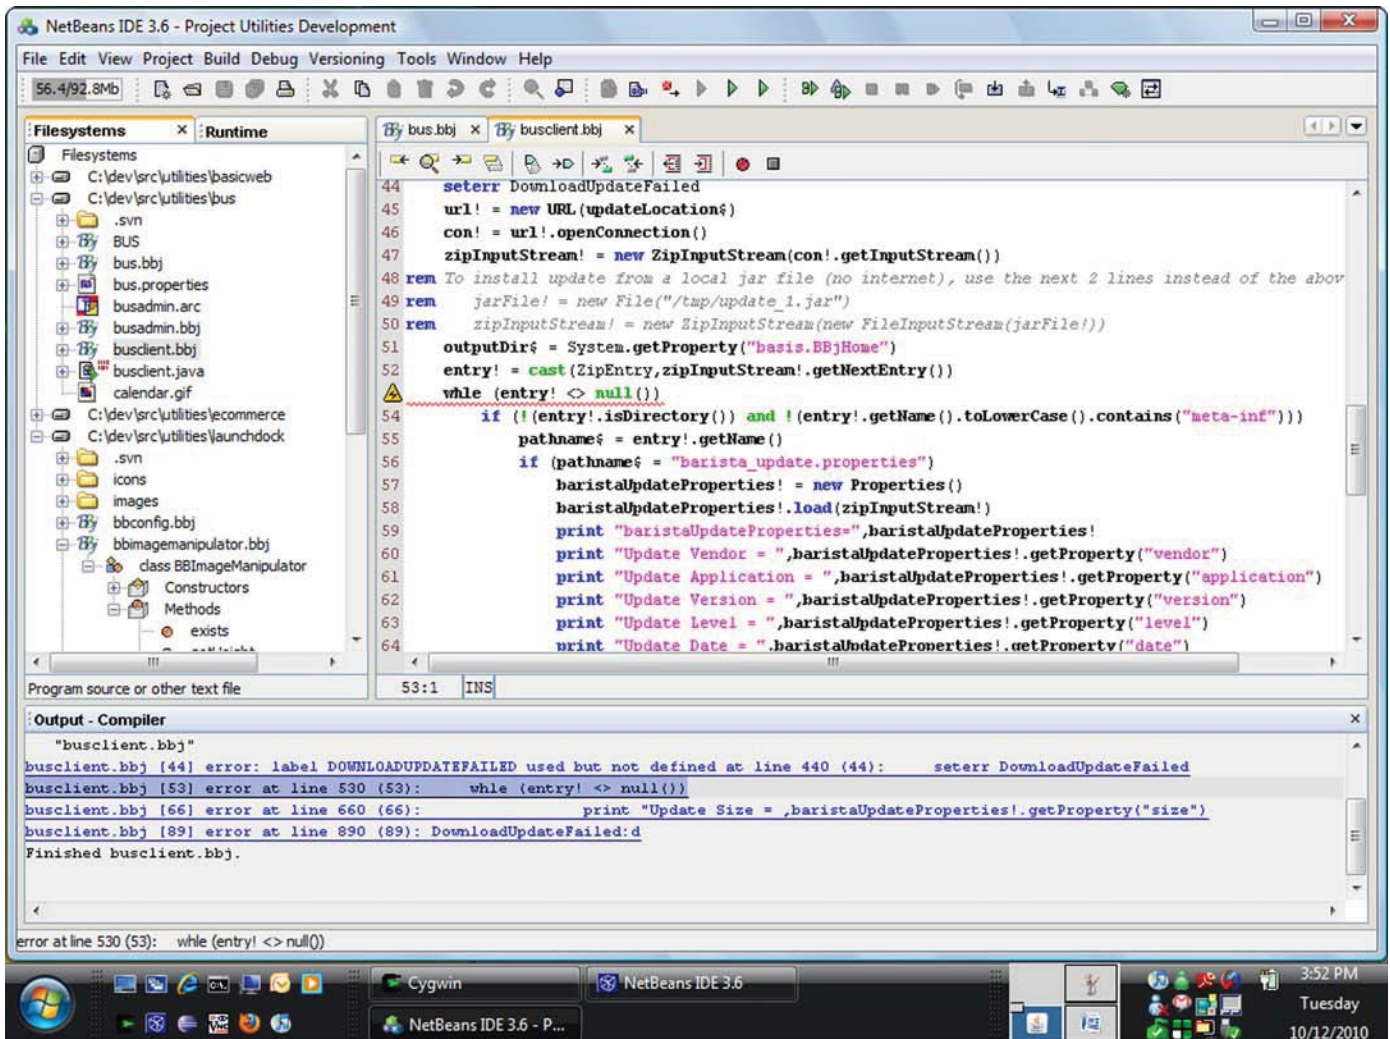 NetBeans IDE 3.6 - Project Utilities Development
File Edit View Project Build Debug Versioning Tools Window Help
56.4/92.8Mb
Filesystems × Runtime
Filesystems
C:\dev\src\utilities\basicweb
C:\dev\src\utilities\bus
.svn
BUS
bus.bbj
bus.properties
busadmin.arc
busadmin.bbj
busclient.bbj
busclient.java
calendar.gif
C:\dev\src\utilities\ecommerce
C:\dev\src\utilities\launchdock
.svn
icons
images
bbconfig.bbj
bbimagemanipulator.bbj
class BBImageManipulator
Constructors
Methods
exists
Program source or other text file
bus.bbj × busclient.bbj ×
44 seterr DownloadUpdateFailed
45 url! = new URL(updateLocation$)
46 con! = url!.openConnection()
47 zipInputStream! = new ZipInputStream(con!.getInputStream())
48 rem To install update from a local jar file (no internet), use the next 2 lines instead of the abov
49 rem jarFile! = new File("/tmp/update_1.jar")
50 rem zipInputStream! = new ZipInputStream(new FileInputStream(jarFile!))
51 outputDir$ = System.getProperty("basis.BBjHome")
52 entry! = cast(ZipEntry,zipInputStream!.getNextEntry())
whle (entry! <> null())
54 if (!(entry!.isDirectory()) and !(entry!.getName().toLowerCase().contains("meta-inf")))
55 pathname$ = entry!.getName()
56 if (pathname$ = "barista_update.properties")
57 baristaUpdateProperties! = new Properties()
58 baristaUpdateProperties!.load(zipInputStream!)
59 print "baristaUpdateProperties=",baristaUpdateProperties!
60 print "Update Vendor = ",baristaUpdateProperties!.getProperty("vendor")
61 print "Update Application = ",baristaUpdateProperties!.getProperty("application")
62 print "Update Version = ",baristaUpdateProperties!.getProperty("version")
63 print "Update Level = ",baristaUpdateProperties!.getProperty("level")
64 print "Update Date = ",baristaUpdateProperties!.getProperty("date")
53:1 INS
Output - Compiler ×
"busclient.bbj"
busclient.bbj [44] error: label DOWNLOADUPDATEFAILED used but not defined at line 440 (44): seterr DownloadUpdateFailed
busclient.bbj [53] error at line 530 (53): whle (entry! <> null())
busclient.bbj [66] error at line 660 (66): print "Update Size = ,baristaUpdateProperties!.getProperty("size")
busclient.bbj [89] error at line 890 (89): DownloadUpdateFailed:d
Finished busclient.bbj.
error at line 530 (53): whle (entry! <> null())
Cygwin
NetBeans IDE 3.6
NetBeans IDE 3.6 - P...
3:52 PM
Tuesday
10/12/2010